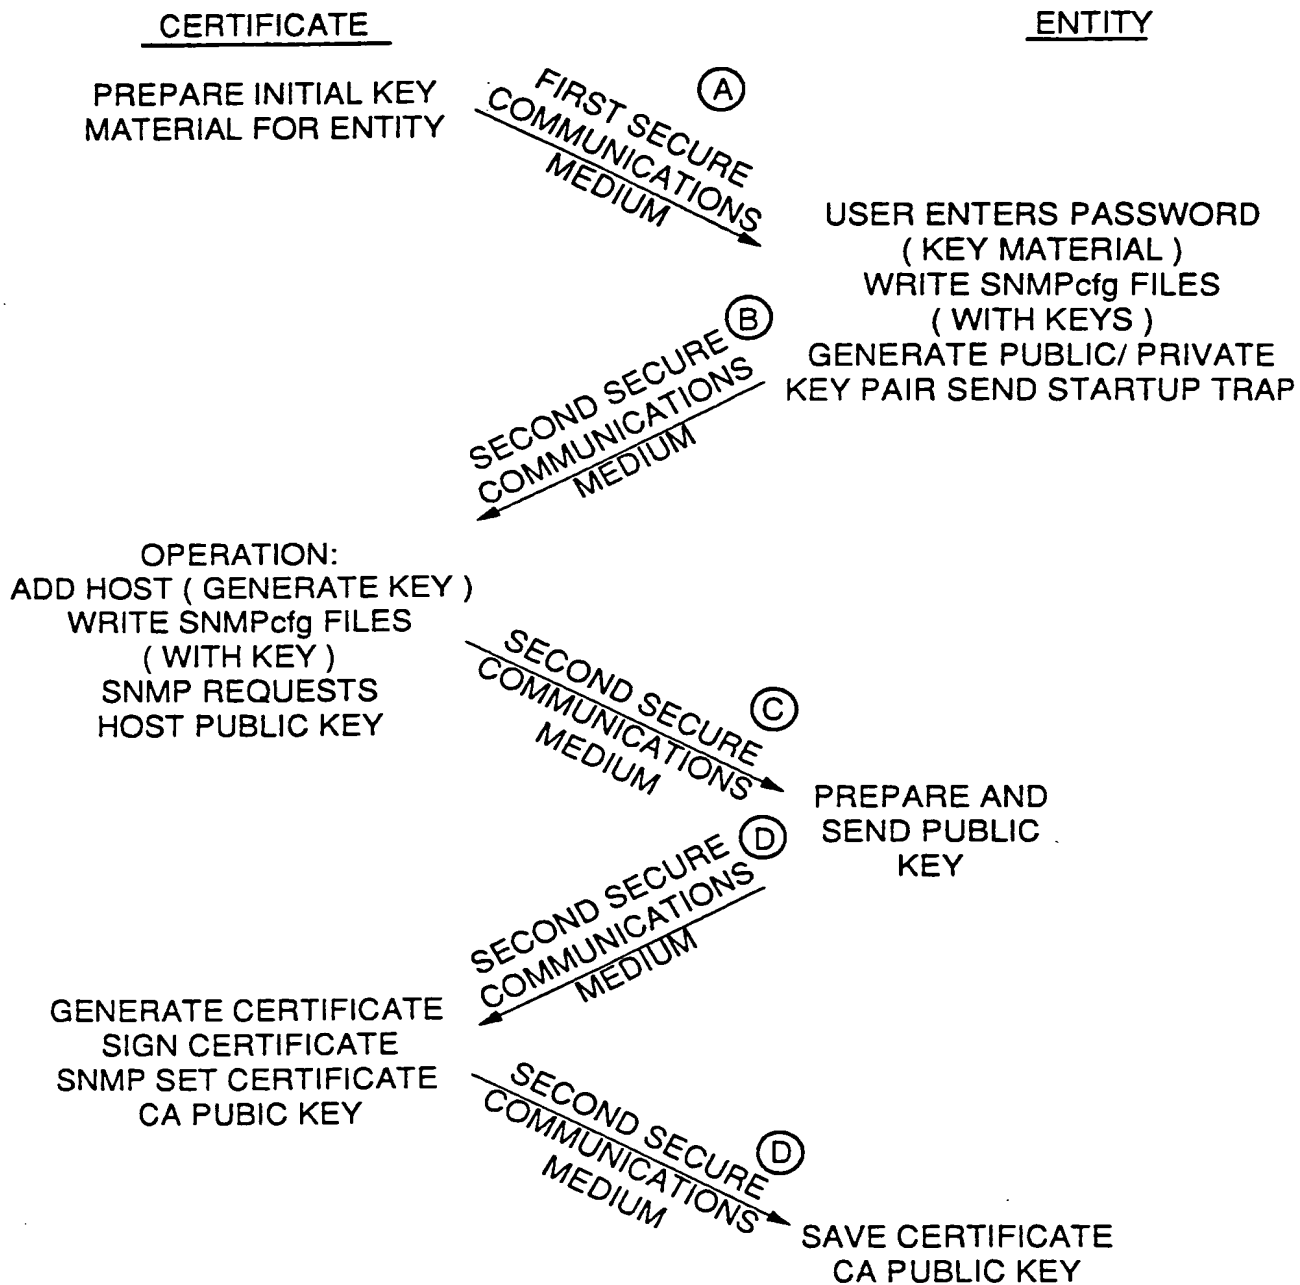 CERTIFICATE
ENTITY
PREPARE INITIAL KEY
MATERIAL FOR ENTITY
A
FIRST SECURE
COMMUNICATIONS
MEDIUM
USER ENTERS PASSWORD
( KEY MATERIAL )
WRITE SNMPcfg FILES
( WITH KEYS )
GENERATE PUBLIC/ PRIVATE
KEY PAIR SEND STARTUP TRAP
B
SECOND SECURE
COMMUNICATIONS
MEDIUM
OPERATION:
ADD HOST ( GENERATE KEY )
WRITE SNMPcfg FILES
( WITH KEY )
SNMP REQUESTS
HOST PUBLIC KEY
SECOND SECURE
COMMUNICATIONS
MEDIUM
C
PREPARE AND
SEND PUBLIC
KEY
D
SECOND SECURE
COMMUNICATIONS
MEDIUM
GENERATE CERTIFICATE
SIGN CERTIFICATE
SNMP SET CERTIFICATE
CA PUBIC KEY
SECOND SECURE
COMMUNICATIONS
MEDIUM
D
SAVE CERTIFICATE
CA PUBLIC KEY